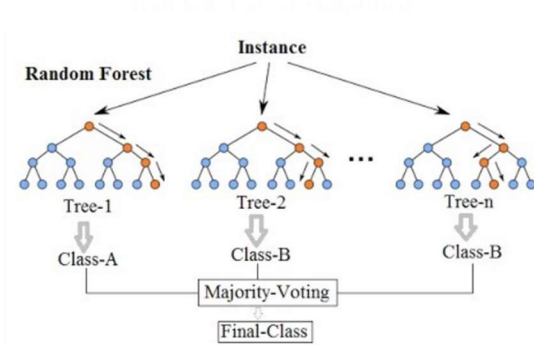 Instance
Random Forest
...
Tree-1 Tree-2 Tree-n
Class-A Class-B Class-B
Majority-Voting
Final-Class